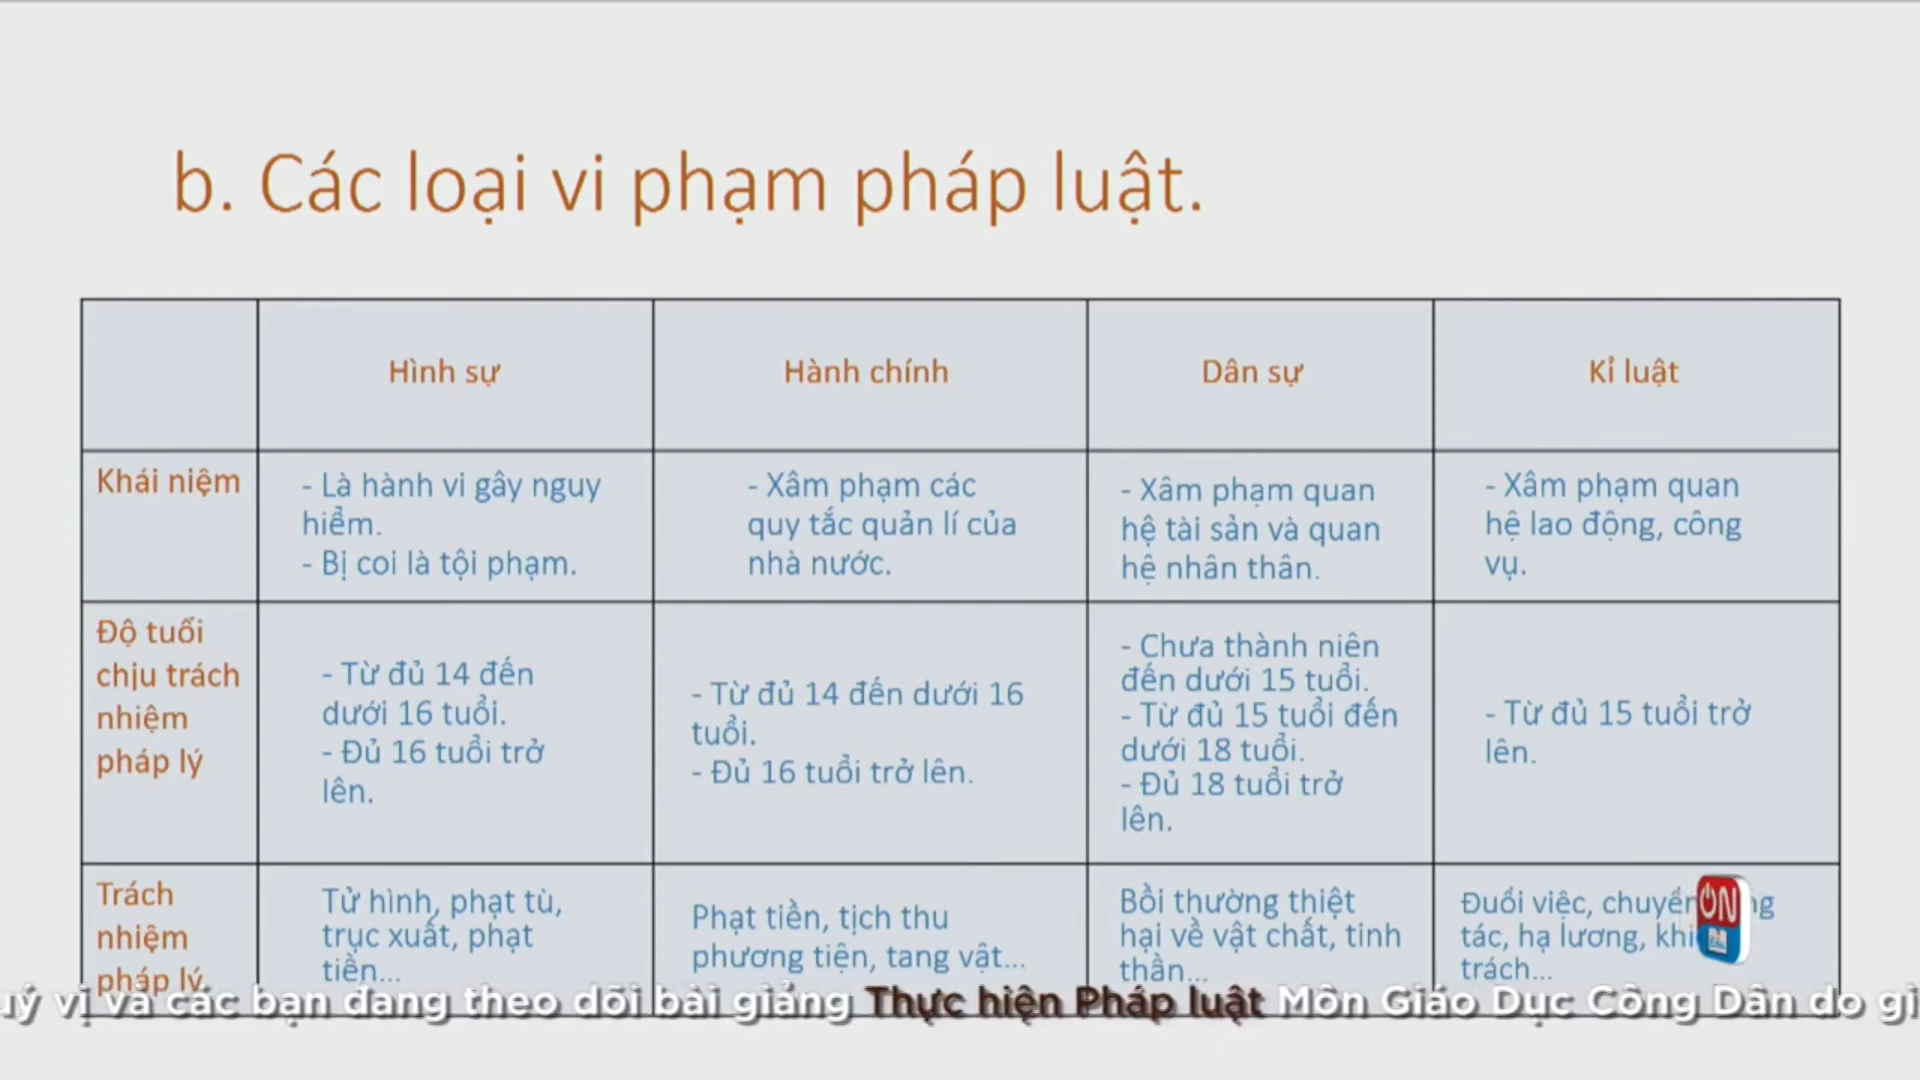 b. Các loại vi phạm pháp luật.
Hình sự
Hành chính
Dân sự
Kỉ luật
Khái niệm
- Là hành vi gây nguy
hiểm.
- Bị coi là tội phạm.
- Xâm phạm các
quy tắc quản lí của
nhà nước.
- Xâm phạm quan
hệ tài sản và quan
hệ nhân thân.
- Xâm phạm quan
hệ lao động, công
vụ.
Độ tuổi
chịu trách
nhiệm
pháp lý
- Từ đủ 14 đến
dưới 16 tuổi.
- Đủ 16 tuổi trở
lên.
- Từ đủ 14 đến dưới 16
tuổi.
- Đủ 16 tuổi trở lên.
- Chưa thành niên
đến dưới 15 tuổi.
- Từ đủ 15 tuổi đến
dưới 18 tuổi.
- Đủ 18 tuổi trở
lên.
- Từ đủ 15 tuổi trở
lên.
Trách
nhiệm
pháp lý
Tử hình, phạt tù,
trục xuất, phạt
tiền...
Phạt tiền, tịch thu
phương tiện, tang vật...
Bồi thường thiệt
hại về vật chất, tinh
thần...
Đuổi việc, chuyển
tác, hạ lương,
trách...
ON
vị và các bạn đang theo dõi bài giảng Thực hiện Pháp luật Môn Giáo Dục Công Dân do